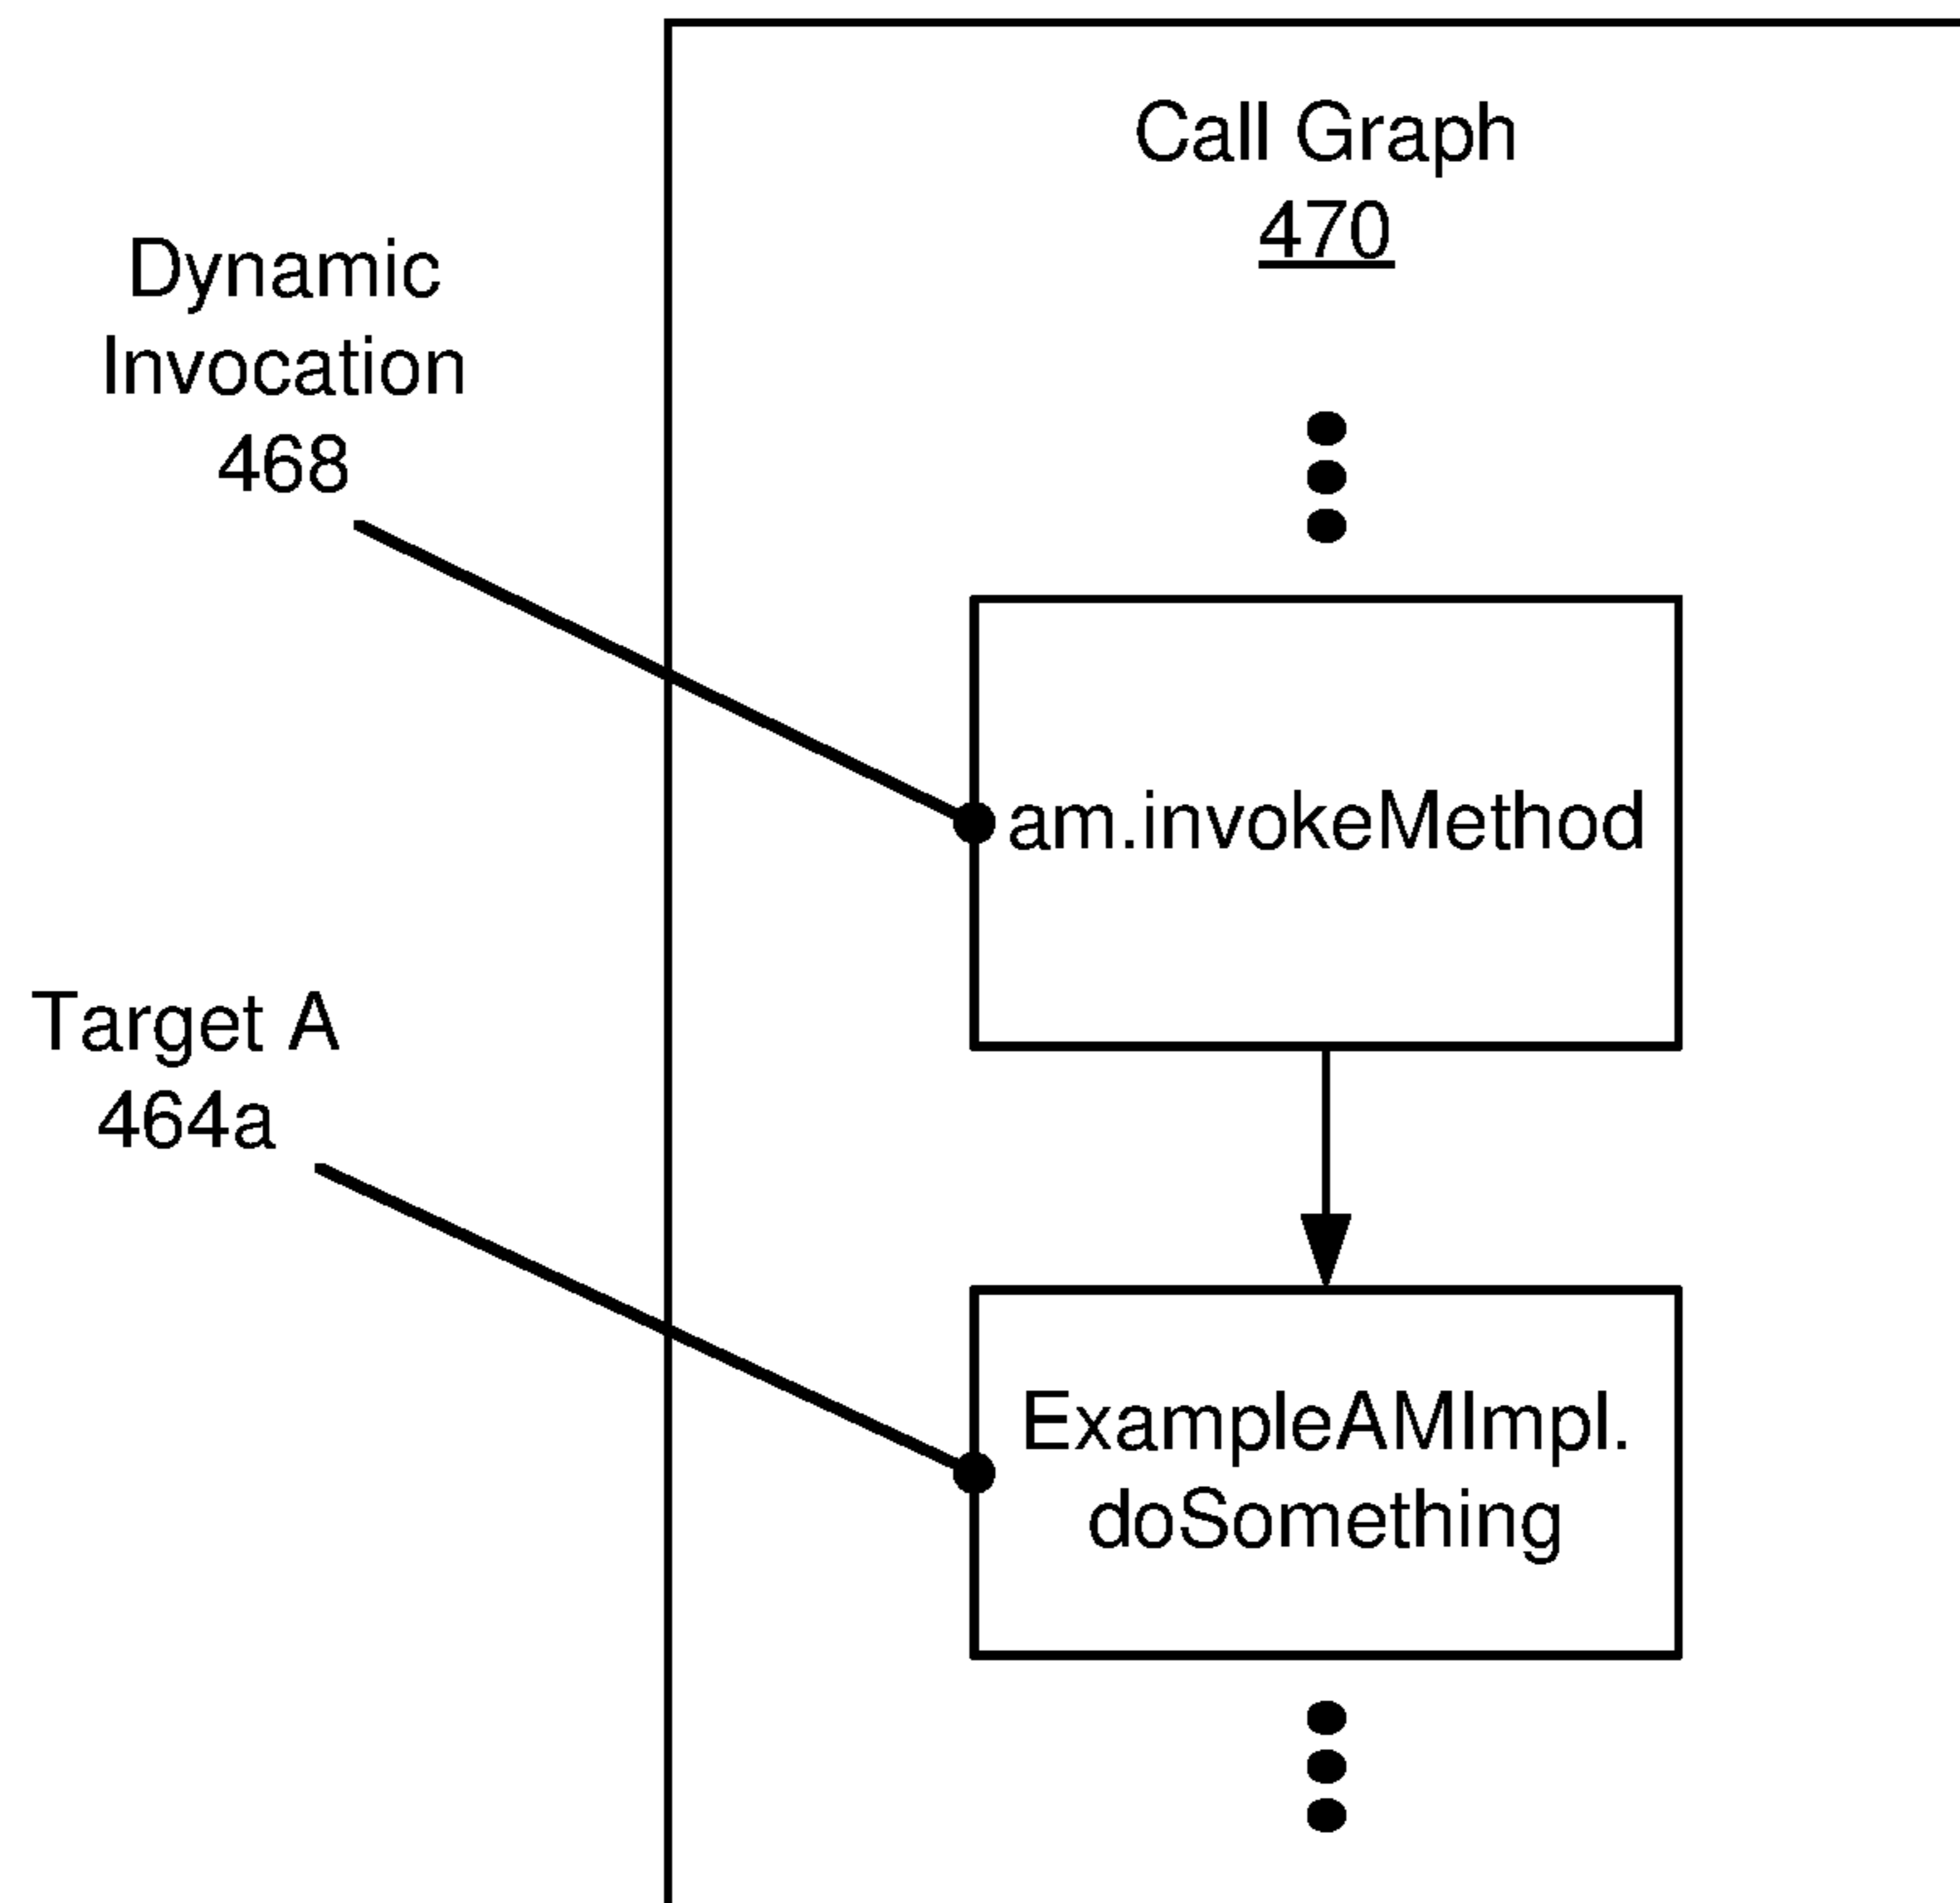 Call Graph
470
Dynamic
Invocation
468
am.invokeMethod
Target A
464a
ExampleAMImpl.
doSomething